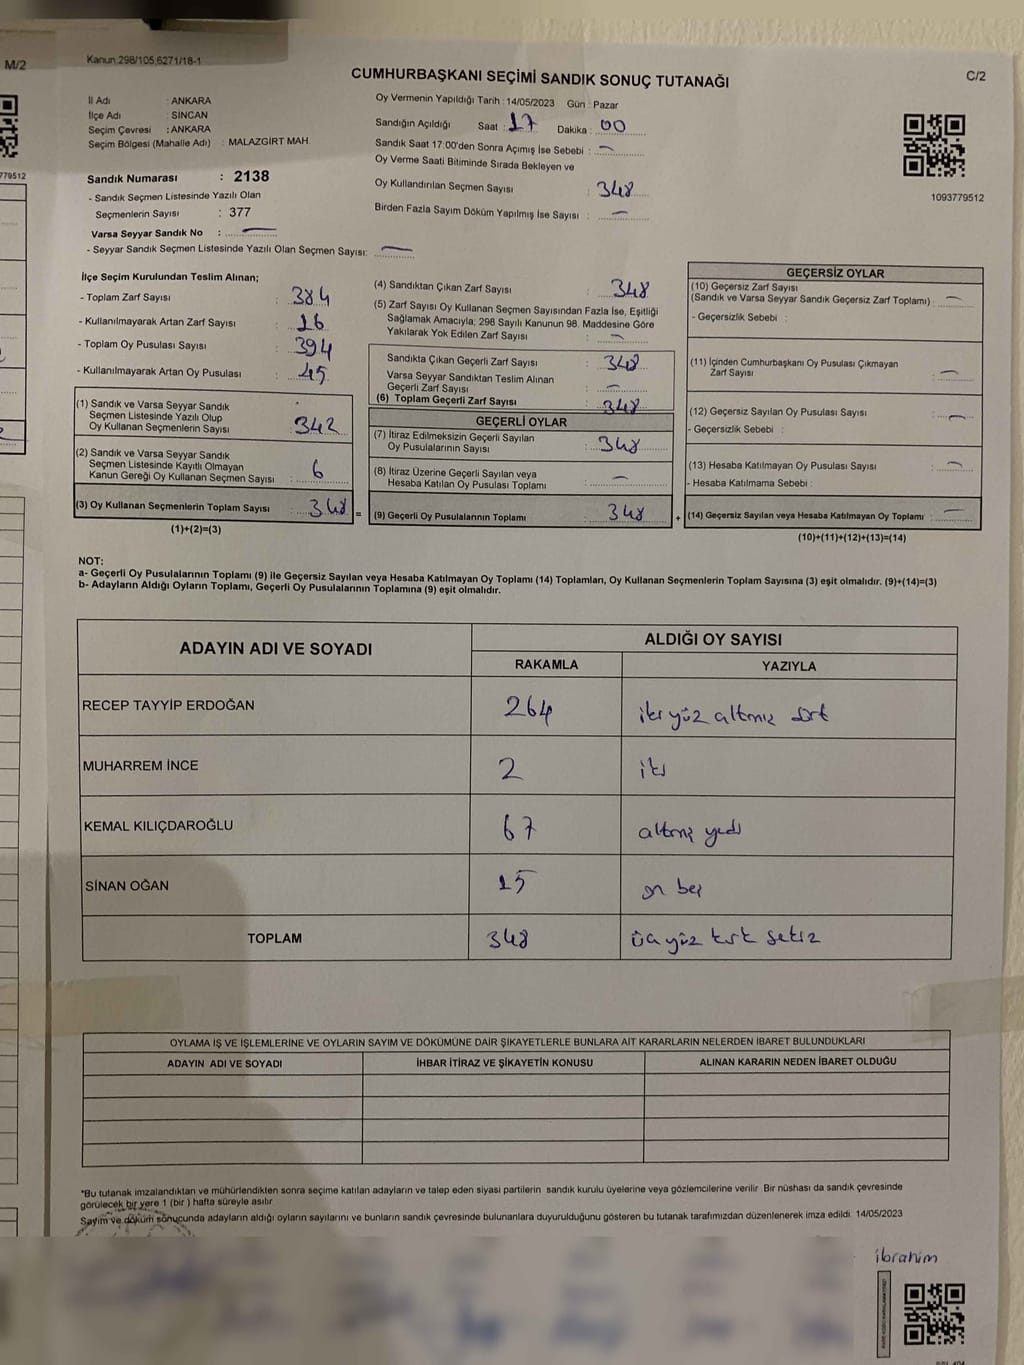 M/2
779512
Kanun 298/105,6271/18-1
C/2
CUMHURBAŞKANI SEÇİMİ SANDIK SONUÇ TUTANAĞI
İl Adı : ANKARA
İlçe Adı : SİNCAN
Seçim Çevresi : ANKARA
Seçim Bölgesi (Mahalle Adı) : MALAZGİRT MAH.
Sandık Numarası : 2138
- Sandık Seçmen Listesinde Yazılı Olan
Seçmenlerin Sayısı : 377
Varsa Seyyar Sandık No : —
- Seyyar Sandık Seçmen Listesinde Yazılı Olan Seçmen Sayısı: —
Oy Vermenin Yapıldığı Tarih : 14/05/2023 Gün : Pazar
Sandığın Açıldığı Saat : 17 Dakika : 00
Sandık Saat 17:00'den Sonra Açımış İse Sebebi : —
Oy Verme Saati Bitiminde Sırada Bekleyen ve
Oy Kullandırılan Seçmen Sayısı : 348
Birden Fazla Sayım Döküm Yapılmış İse Sayısı : —
1093779512
İlçe Seçim Kurulundan Teslim Alınan;
- Toplam Zarf Sayısı : 384
- Kullanılmayarak Artan Zarf Sayısı : 16
- Toplam Oy Pusulası Sayısı : 394
- Kullanılmayarak Artan Oy Pusulası : 45
(1) Sandık ve Varsa Seyyar Sandık
Seçmen Listesinde Yazılı Olup
Oy Kullanan Seçmenlerin Sayısı : 342
(2) Sandık ve Varsa Seyyar Sandık
Seçmen Listesinde Kayıtlı Olmayan
Kanun Gereği Oy Kullanan Seçmen Sayısı : 6
(3) Oy Kullanan Seçmenlerin Toplam Sayısı : 348 =
(1)+(2)=(3)
(4) Sandıktan Çıkan Zarf Sayısı : 348
(5) Zarf Sayısı Oy Kullanan Seçmen Sayısından Fazla İse, Eşitliği
Sağlamak Amacıyla; 298 Sayılı Kanunun 98. Maddesine Göre
Yakılarak Yok Edilen Zarf Sayısı : —
Sandıkta Çıkan Geçerli Zarf Sayısı : 348
Varsa Seyyar Sandıktan Teslim Alınan
Geçerli Zarf Sayısı : —
(6) Toplam Geçerli Zarf Sayısı : 348
GEÇERLİ OYLAR
(7) İtiraz Edilmeksizin Geçerli Sayılan
Oy Pusulalarının Sayısı : 348
(8) İtiraz Üzerine Geçerli Sayılan veya
Hesaba Katılan Oy Pusulası Toplamı : —
(9) Geçerli Oy Pusulalarının Toplamı : 348 +
GEÇERSİZ OYLAR
(10) Geçersiz Zarf Sayısı
(Sandık ve Varsa Seyyar Sandık Geçersiz Zarf Toplamı) : —
- Geçersizlik Sebebi :
(11) İçinden Cumhurbaşkanı Oy Pusulası Çıkmayan
Zarf Sayısı : —
(12) Geçersiz Sayılan Oy Pusulası Sayısı : —
- Geçersizlik Sebebi :
(13) Hesaba Katılmayan Oy Pusulası Sayısı : —
- Hesaba Katılmama Sebebi :
(14) Geçersiz Sayılan veya Hesaba Katılmayan Oy Toplamı : —
(10)+(11)+(12)+(13)=(14)
NOT:
a- Geçerli Oy Pusulalarının Toplamı (9) ile Geçersiz Sayılan veya Hesaba Katılmayan Oy Toplamı (14) Toplamları, Oy Kullanan Seçmenlerin Toplam Sayısına (3) eşit olmalıdır. (9)+(14)=(3)
b- Adayların Aldığı Oyların Toplamı, Geçerli Oy Pusulalarının Toplamına (9) eşit olmalıdır.
ADAYIN ADI VE SOYADI ALDIĞI OY SAYISI
RAKAMLA YAZIYLA
RECEP TAYYİP ERDOĞAN 264 iki yüz altmış dört
MUHARREM İNCE 2 iki
KEMAL KILIÇDAROĞLU 67 altmış yedi
SİNAN OĞAN 15 on beş
TOPLAM 348 üç yüz kırk sekiz
OYLAMA İŞ VE İŞLEMLERİNE VE OYLARIN SAYIM VE DÖKÜMÜNE DAİR ŞİKAYETLERLE BUNLARA AİT KARARLARIN NELERDEN İBARET BULUNDUKLARI
ADAYIN ADI VE SOYADI İHBAR İTİRAZ VE ŞİKAYETİN KONUSU ALINAN KARARIN NEDEN İBARET OLDUĞU
*Bu tutanak imzalandıktan ve mühürlendikten sonra seçime katılan adayların ve talep eden siyasi partilerin sandık kurulu üyelerine veya gözlemcilerine verilir. Bir nüshası da sandık çevresinde
görülecek bir yere 1 (bir) hafta süreyle asılır.
Sayım ve döküm sonucunda adayların aldığı oyların sayılarını ve bunların sandık çevresinde bulunanlara duyurulduğunu gösteren bu tutanak tarafımızdan düzenlenerek imza edildi. 14/05/2023
ibrahim